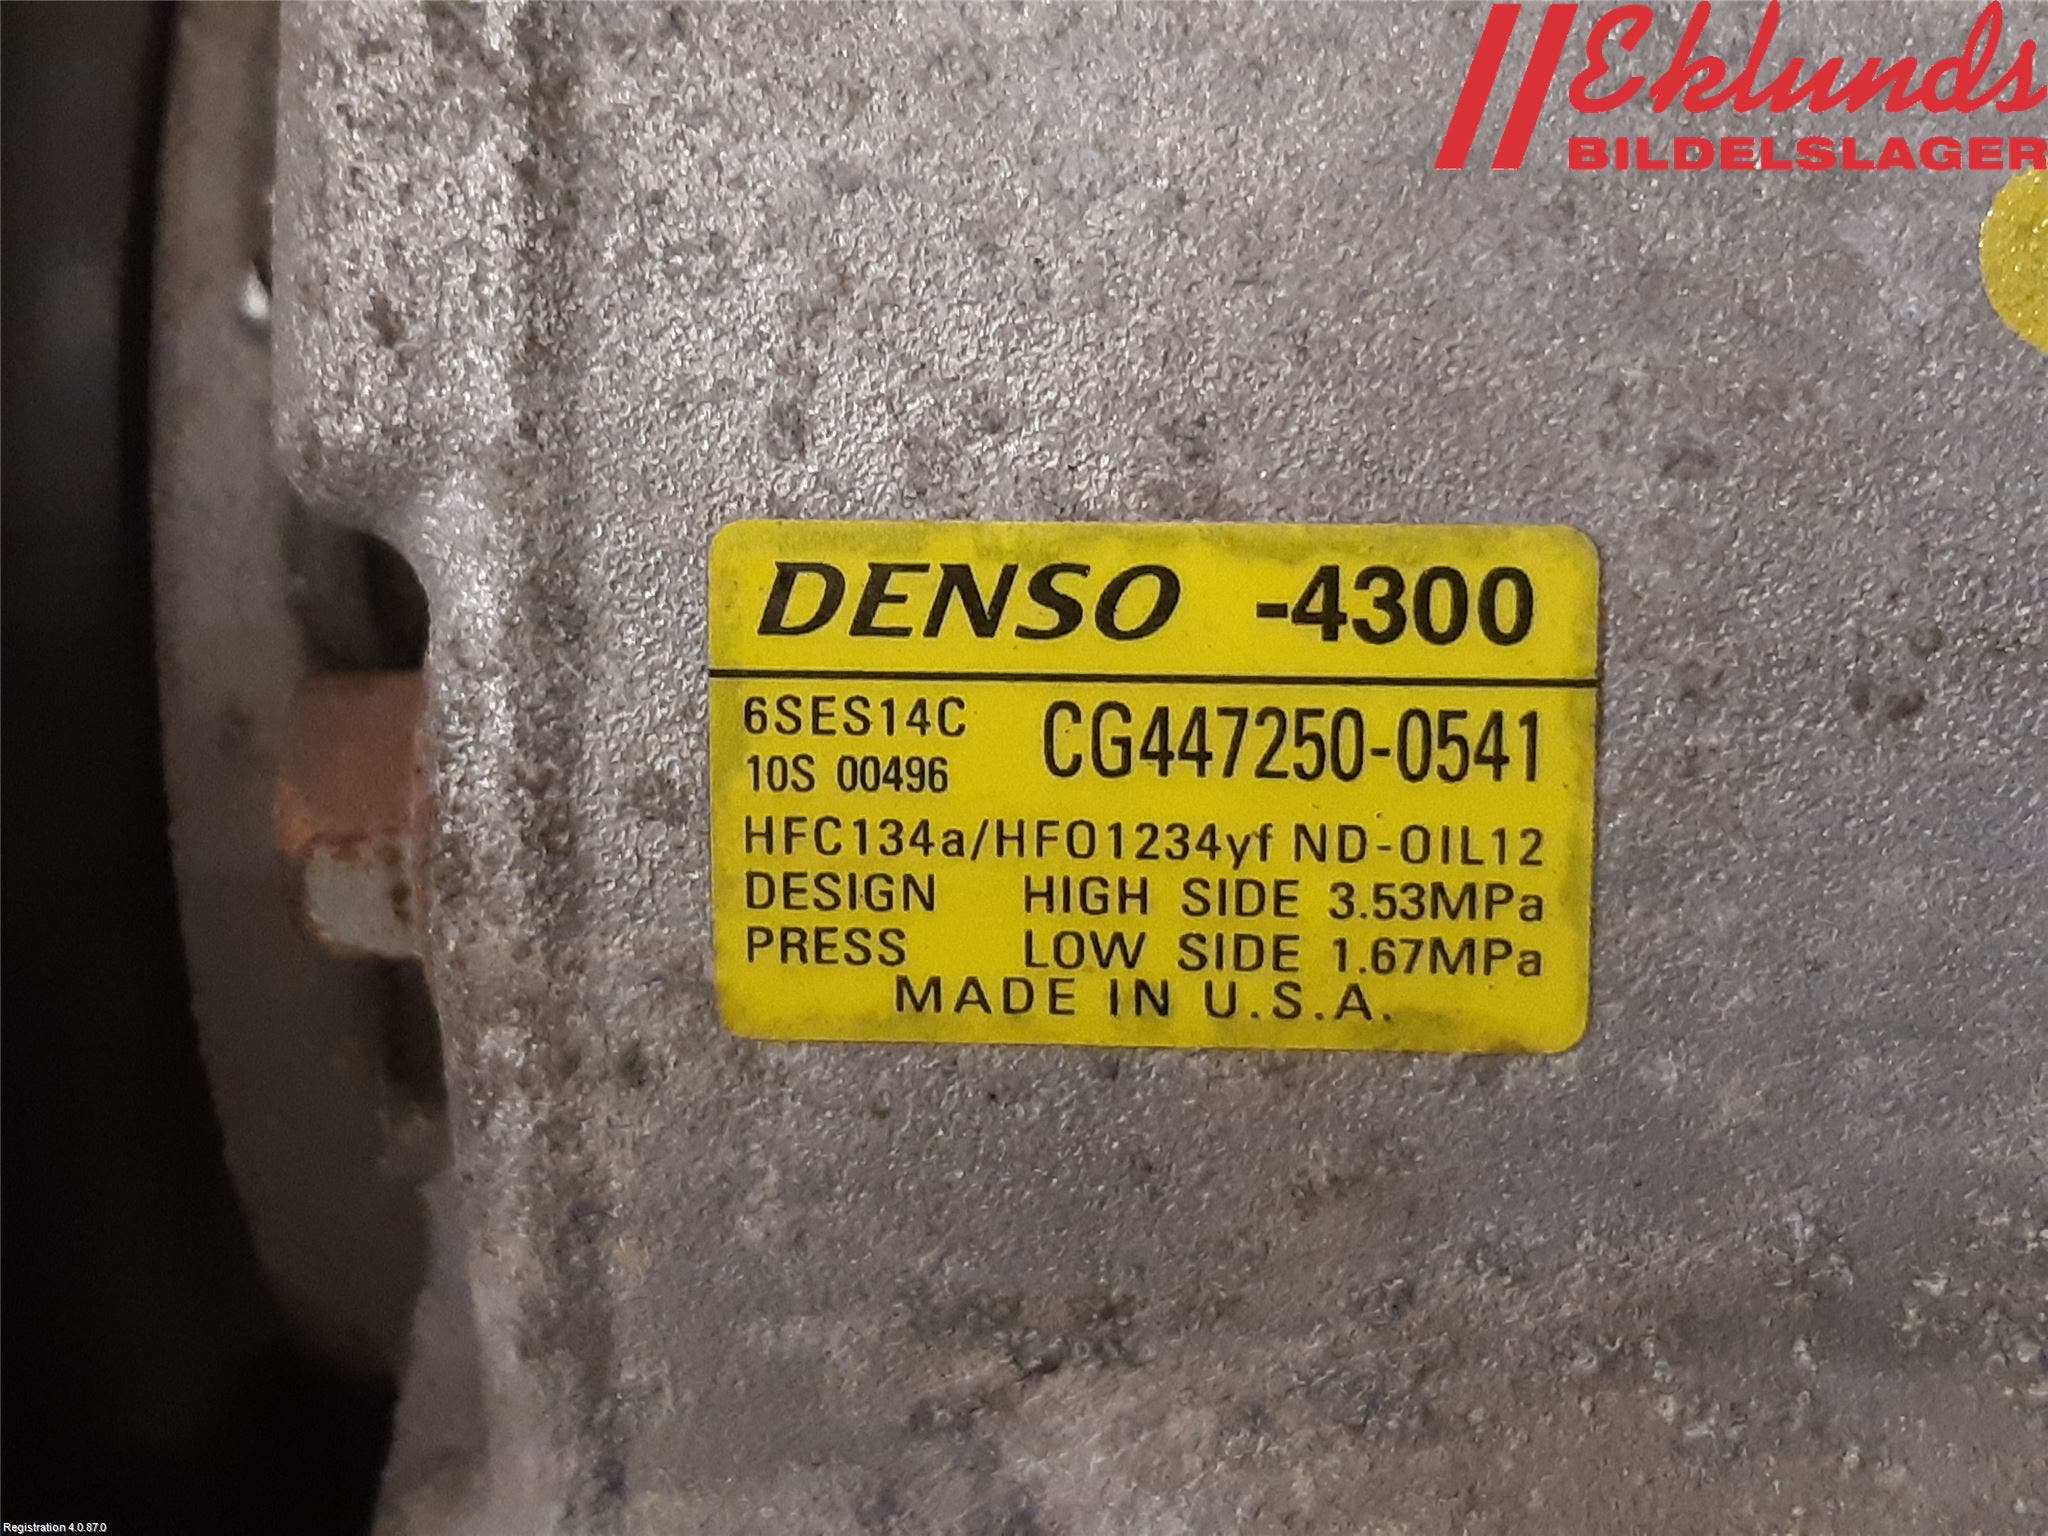 Eklunds
BILDELSLAGER
DENSO -4300
6SES14C CG447250-0541
10S 00496
HFC134a/HFO1234yf ND-OIL12
DESIGN HIGH SIDE 3.53MPa
PRESS LOW SIDE 1.67MPa
MADE IN U.S.A.
Registration 4.0.87.0